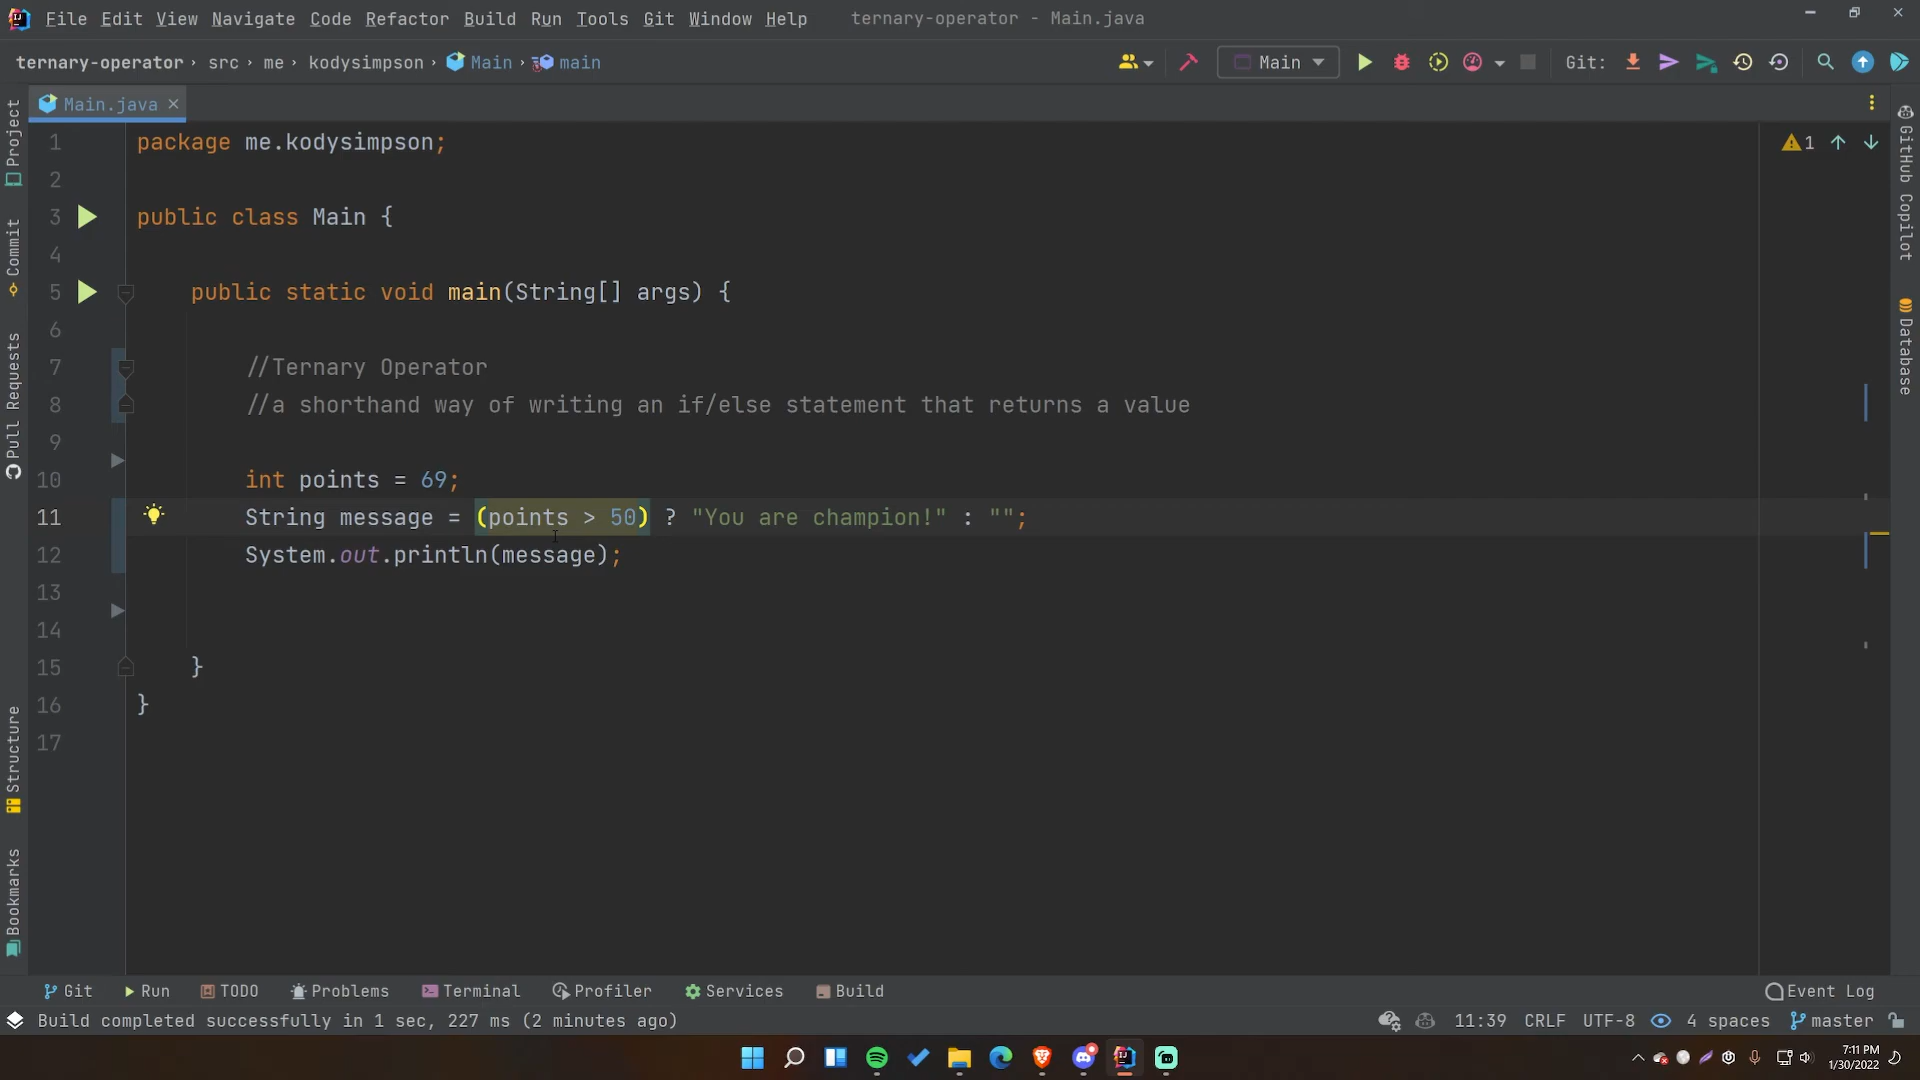 File Edit View Navigate Code Refactor Build Run Tools Git Window Help ternary-operator - Main.java
ternary-operator › src › me › kodysimpson › Main › main Main Git:
Main.java
1 package me.kodysimpson;
2
3 public class Main {
4
5 public static void main(String[] args) {
6
7 //Ternary Operator
8 //a shorthand way of writing an if/else statement that returns a value
9
10 int points = 69;
11 String message = (points > 50) ? "You are champion!" : "";
12 System.out.println(message);
13
14
15 }
16 }
17
1
Project
Commit
Pull Requests
Structure
Bookmarks
GitHub Copilot
Database
Git Run TODO Problems Terminal Profiler Services Build Event Log
Build completed successfully in 1 sec, 227 ms (2 minutes ago) 11:39 CRLF UTF-8 4 spaces master
7:11 PM
1/30/2022